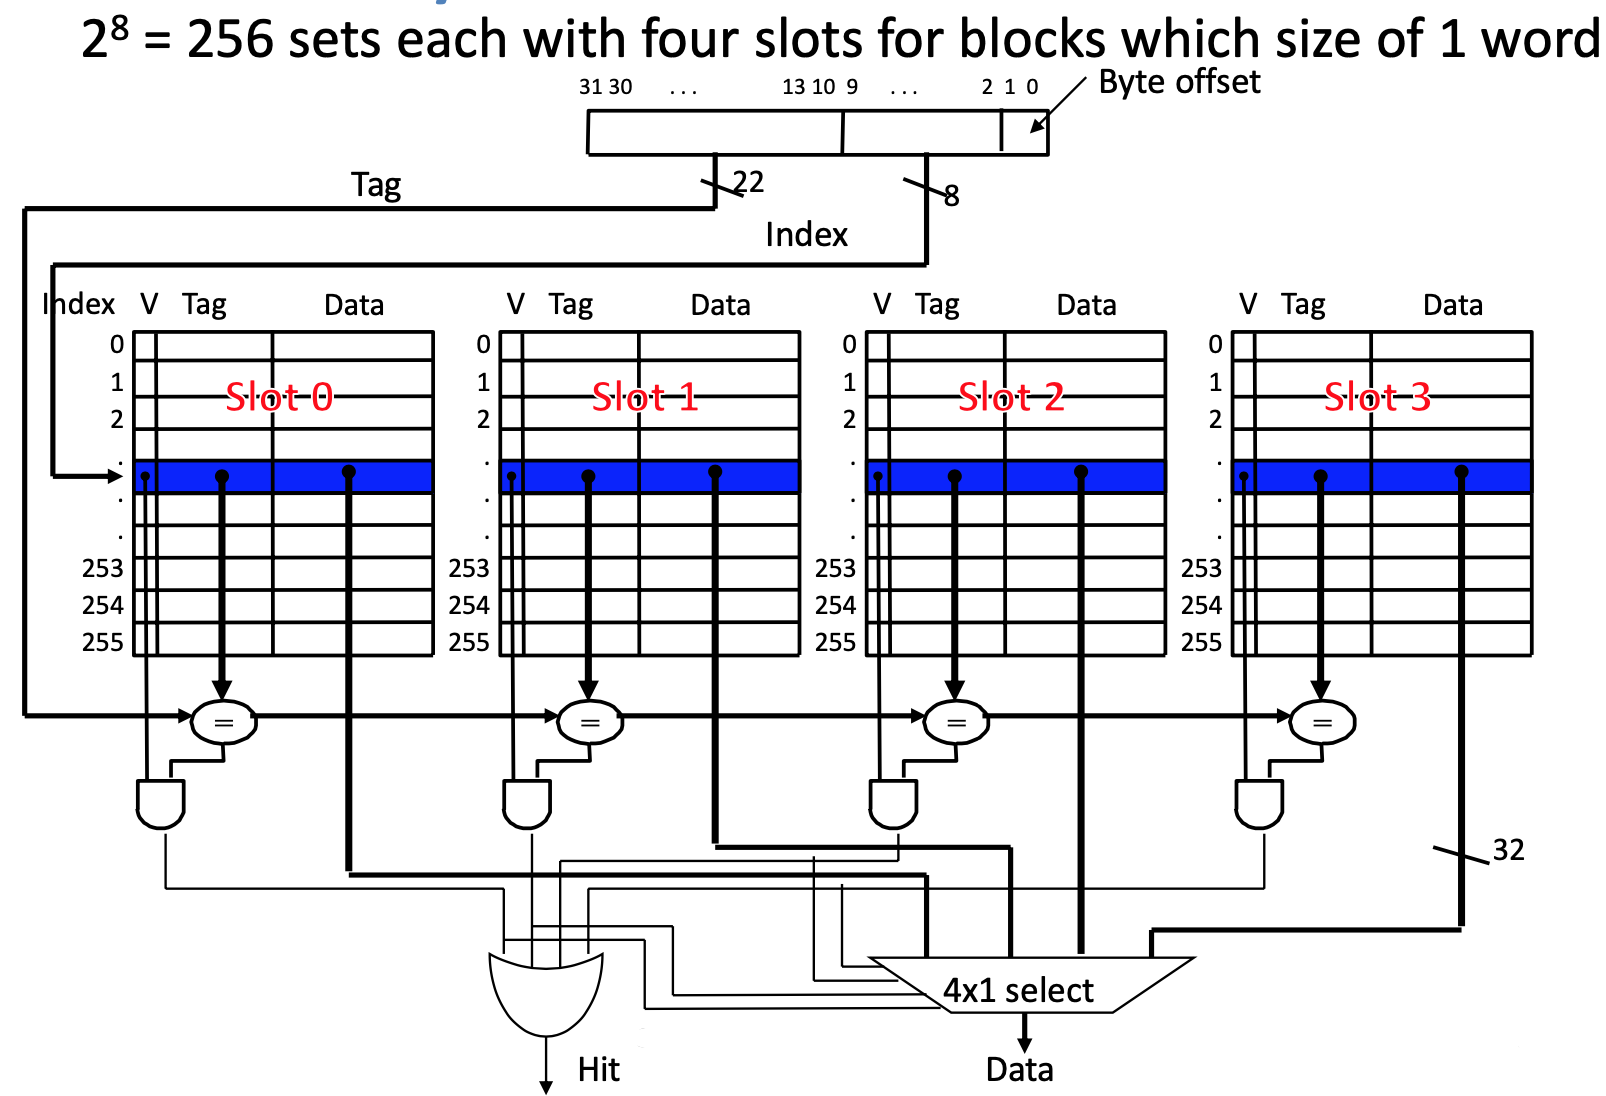 2⁸ = 256 sets each with four slots for blocks which size of 1 word
31 30 . . . 13 10 9 . . . 2 1 0 Byte offset
Tag 22 8
Index
Index V Tag Data V Tag Data V Tag Data V Tag Data
0 0 0 0
1 1 1 1
Slot 0 Slot 1 Slot 2 Slot 3
2 2 2 2
. . . .
. . . .
. . . .
253 253 253 253
254 254 254 254
255 255 255 255
= = = =
32
4x1 select
Hit Data